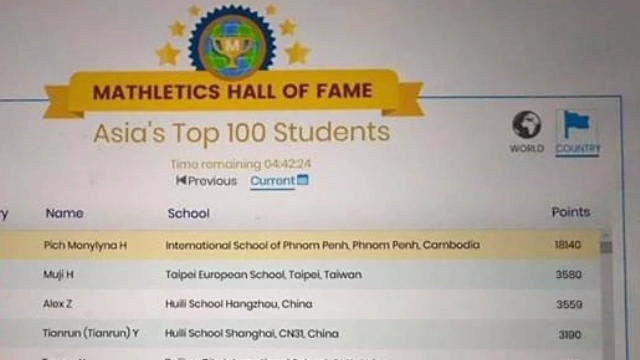 M
MATHLETICS HALL OF FAME
Asia's Top 100 Students
Time remaining 04:42:24
Previous Current
WORLD COUNTRY
ry Name School Points
Pich Monylyna H International School of Phnom Penh, Phnom Penh, Cambodia 18140
Muji H Taipei European School, Taipei, Taiwan 3580
Alex Z Huili School Hangzhou, China 3559
Tianrun (Tianrun) Y Huili School Shanghai, CN31, China 3190